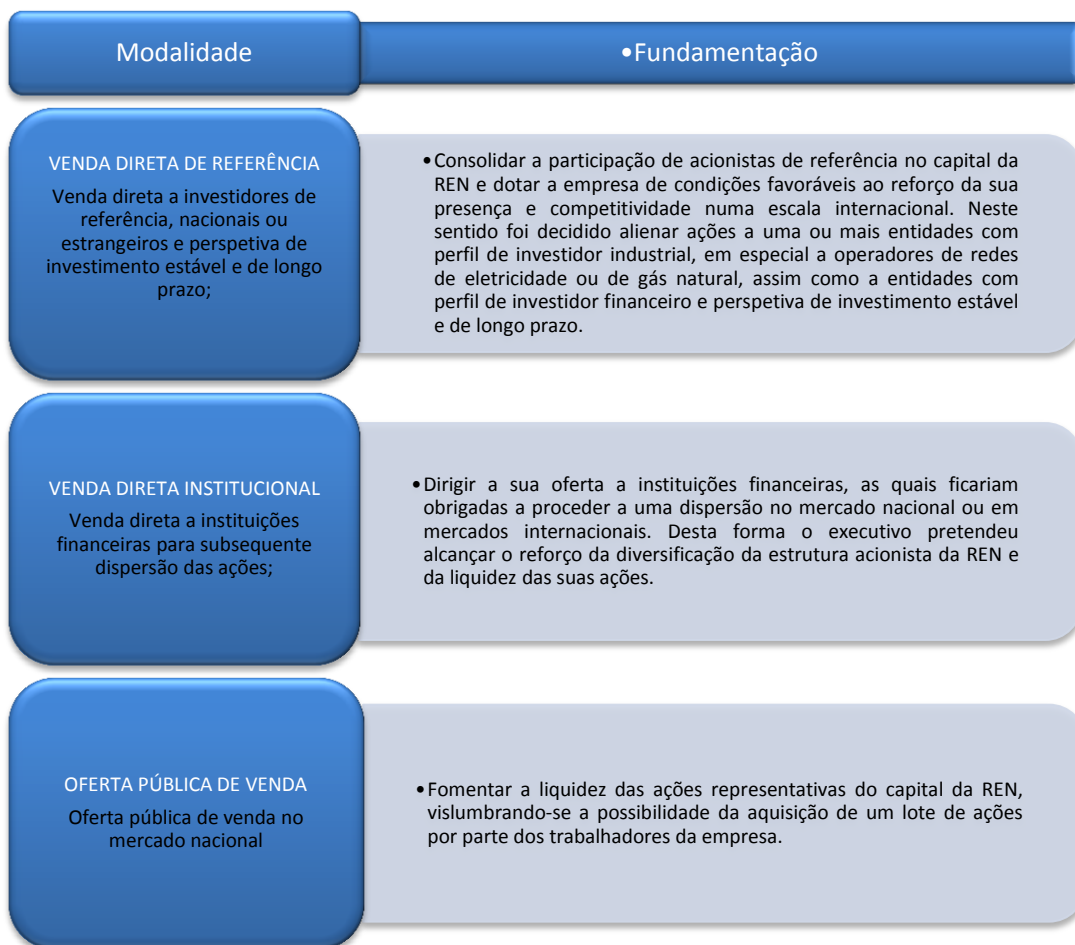 Modalidade
•Fundamentação
VENDA DIRETA DE REFERÊNCIA
Venda direta a investidores de
referência, nacionais ou
estrangeiros e perspetiva de
investimento estável e de longo
prazo;
•Consolidar a participação de acionistas de referência no capital da
REN e dotar a empresa de condições favoráveis ao reforço da sua
presença e competitividade numa escala internacional. Neste
sentido foi decidido alienar ações a uma ou mais entidades com
perfil de investidor industrial, em especial a operadores de redes
de eletricidade ou de gás natural, assim como a entidades com
perfil de investidor financeiro e perspetiva de investimento estável
e de longo prazo.
VENDA DIRETA INSTITUCIONAL
Venda direta a instituições
financeiras para subsequente
dispersão das ações;
•Dirigir a sua oferta a instituições financeiras, as quais ficariam
obrigadas a proceder a uma dispersão no mercado nacional ou em
mercados internacionais. Desta forma o executivo pretendeu
alcançar o reforço da diversificação da estrutura acionista da REN e
da liquidez das suas ações.
OFERTA PÚBLICA DE VENDA
Oferta pública de venda no
mercado nacional
•Fomentar a liquidez das ações representativas do capital da REN,
vislumbrando-se a possibilidade da aquisição de um lote de ações
por parte dos trabalhadores da empresa.